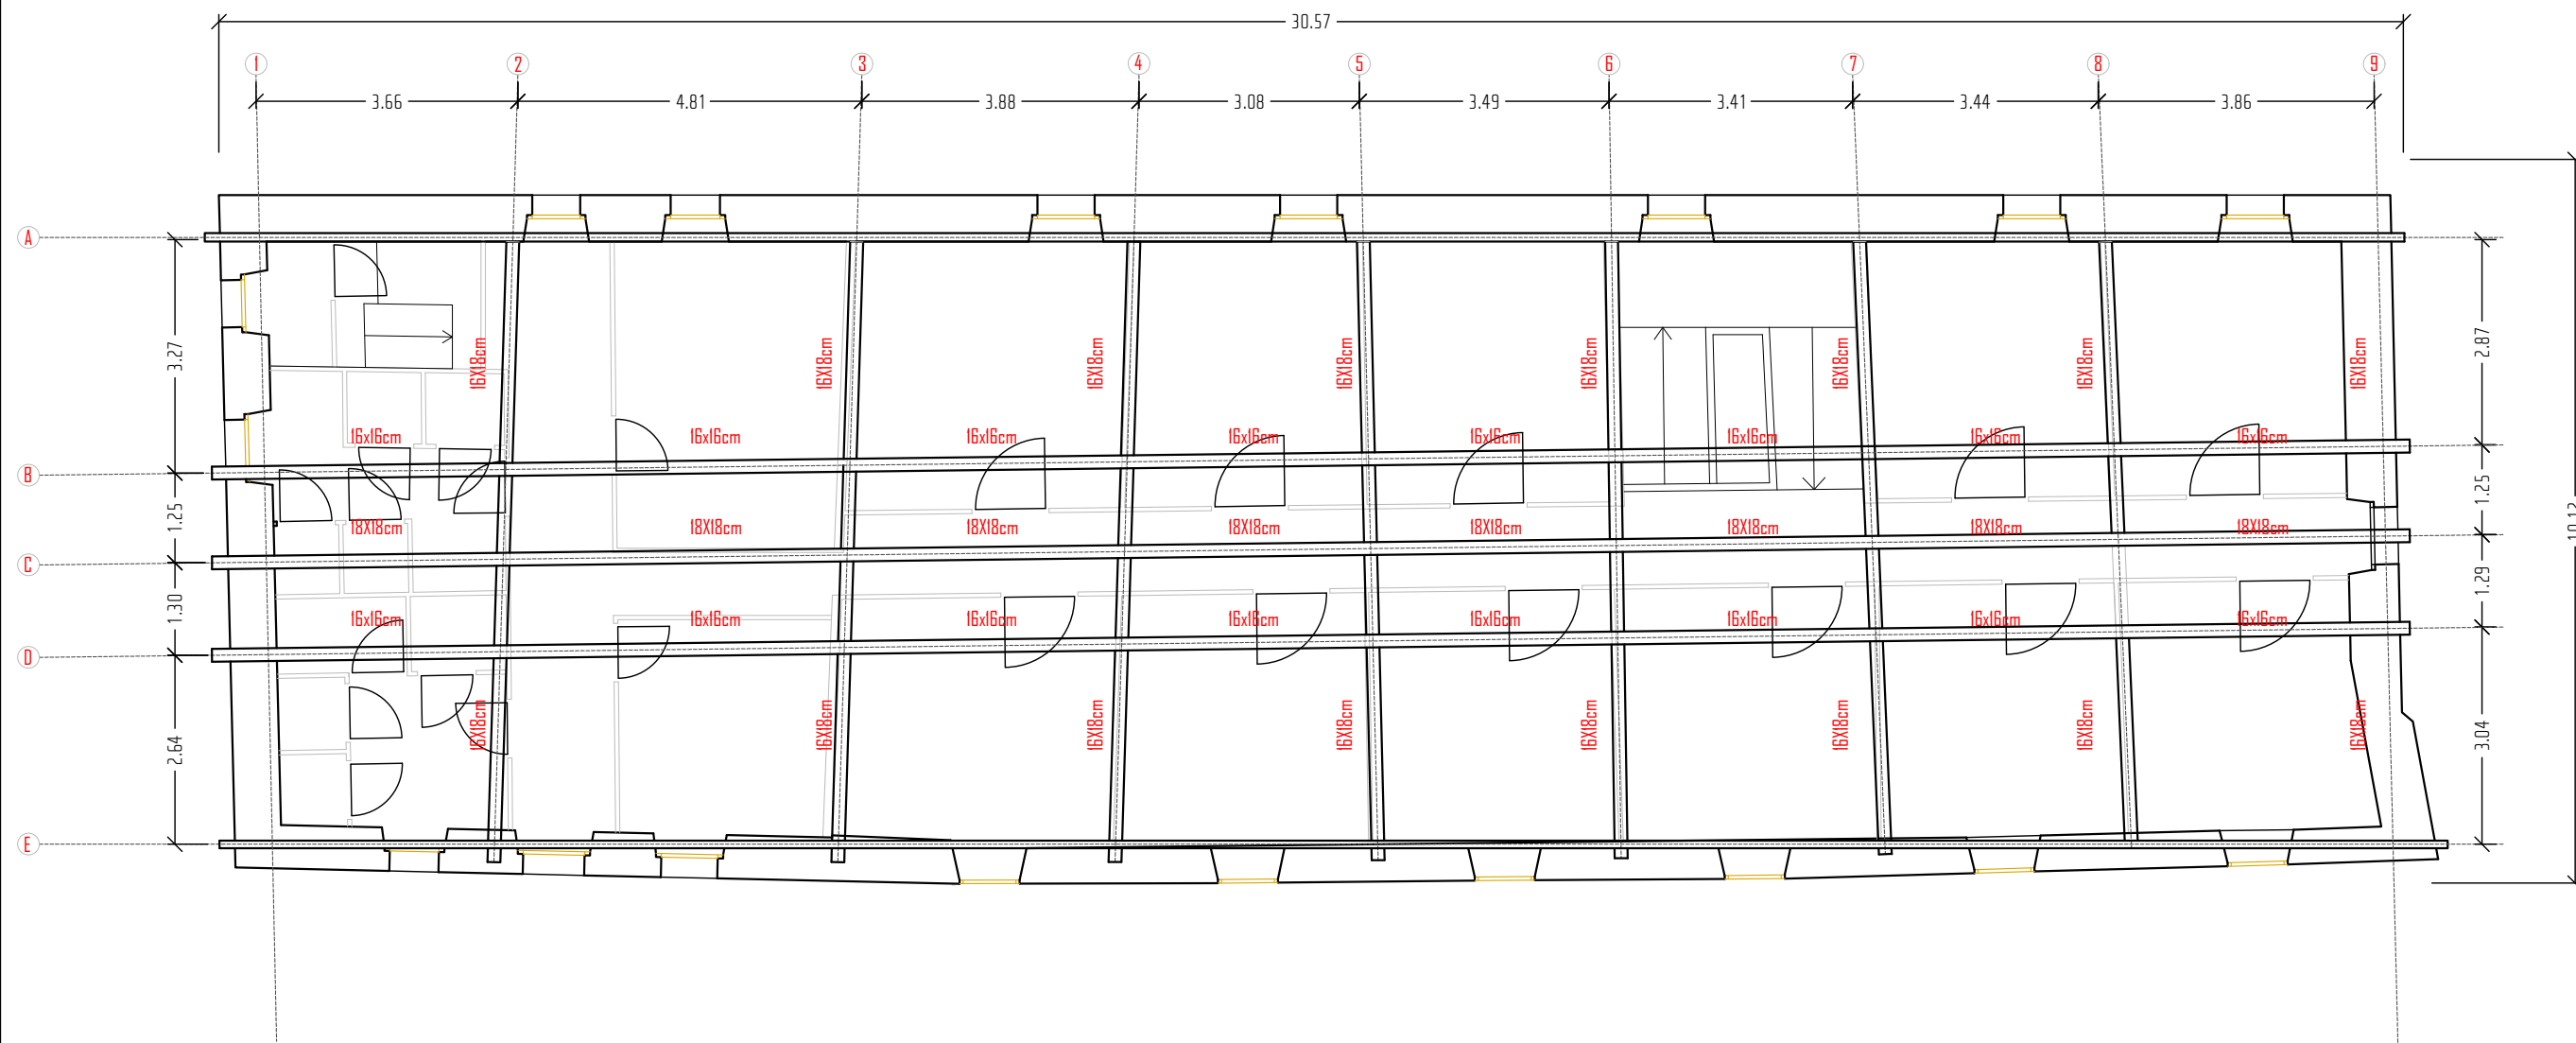 30.57
1 2 3 4 5 6 7 8 9
3.66 4.81 3.88 3.08 3.49 3.41 3.44 3.86
A
3.27 16X18cm 16X18cm 16X18cm 16X18cm 16X18cm 16X18cm 16X18cm 16X18cm 2.87
16x16cm 16x16cm 16x16cm 16x16cm 16x16cm 16x16cm 16x16cm 16x16cm
B
1.25 18X18cm 18X18cm 18X18cm 18X18cm 18X18cm 18X18cm 18X18cm 18X18cm 1.25
10.12
C
1.30 16x16cm 16x16cm 16x16cm 16x16cm 16x16cm 16x16cm 16x16cm 16x16cm 1.29
D
2.64 16X18cm 16X18cm 16X18cm 16X18cm 16X18cm 16X18cm 16X18cm 16X18cm 3.04
E